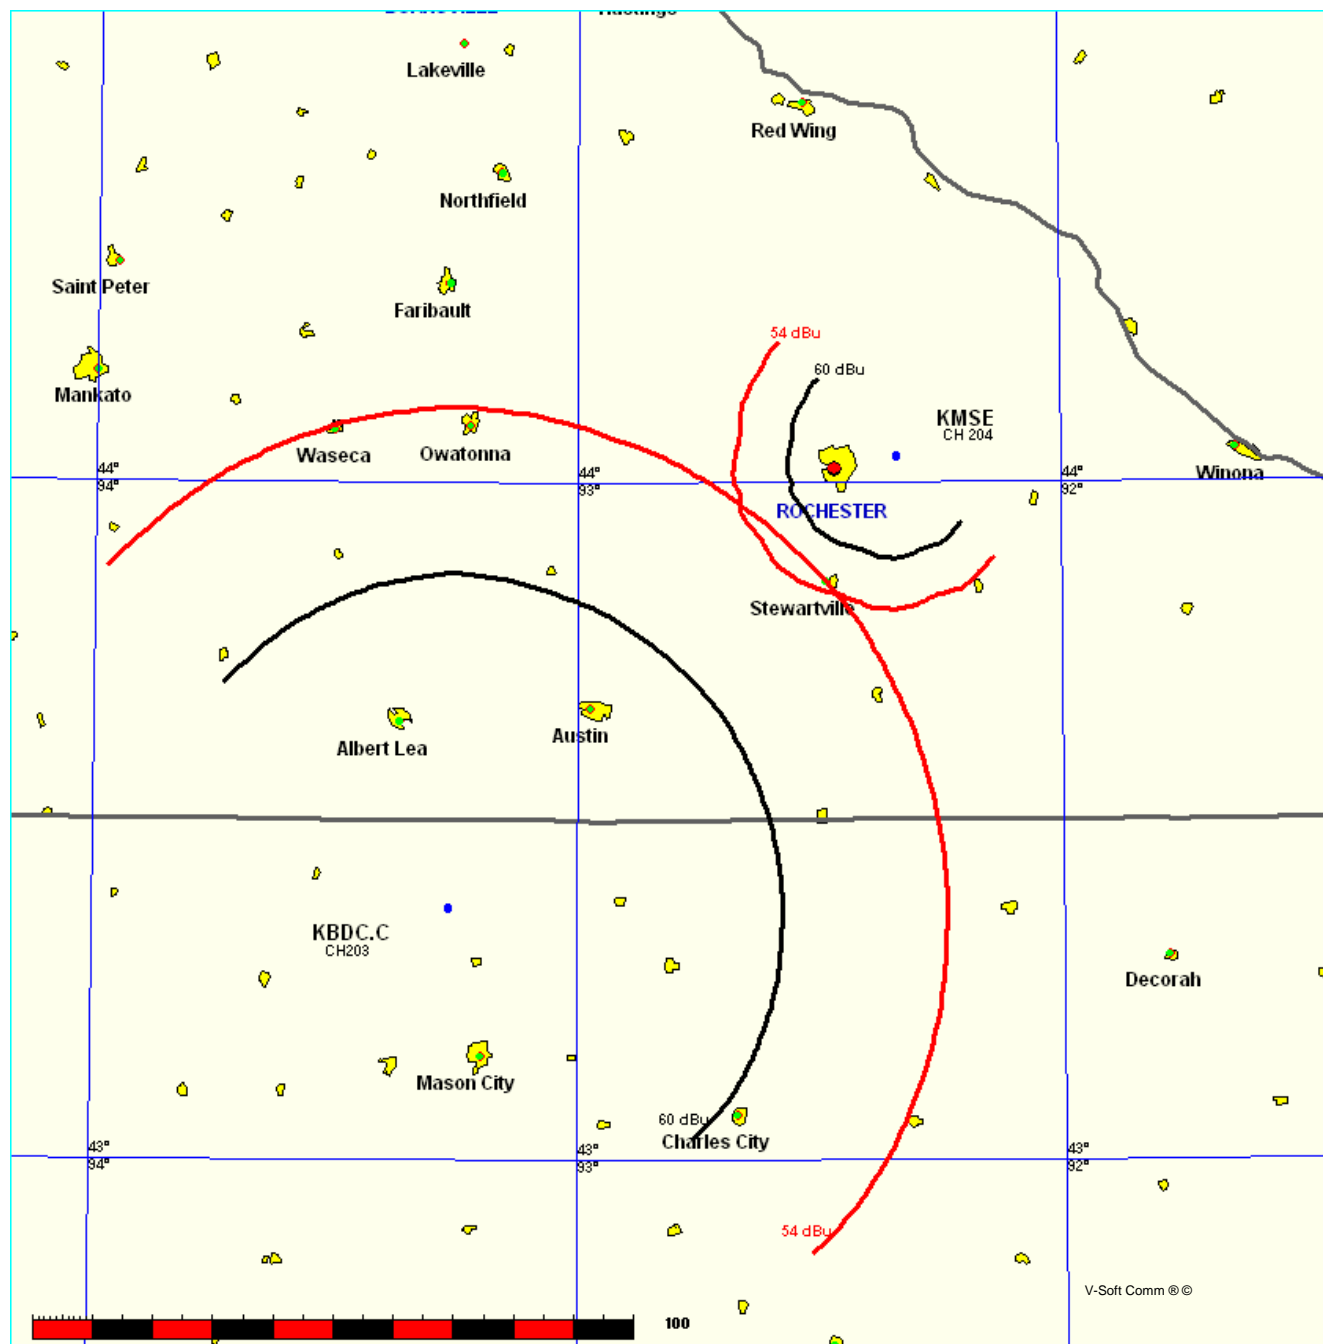 Lakeville
Red Wing
Northfield
Saint Peter
Faribault
54 dBu
60 dBu
Mankato
KMSE
CH 204
Waseca
Owatonna
Winona
44°
94°
44°
93°
44°
92°
ROCHESTER
Stewartville
Albert Lea
Austin
KBDC.C
CH203
Decorah
Mason City
60 dBu
Charles City
43°
94°
43°
93°
43°
92°
54 dBu
V-Soft Comm ® ©
100